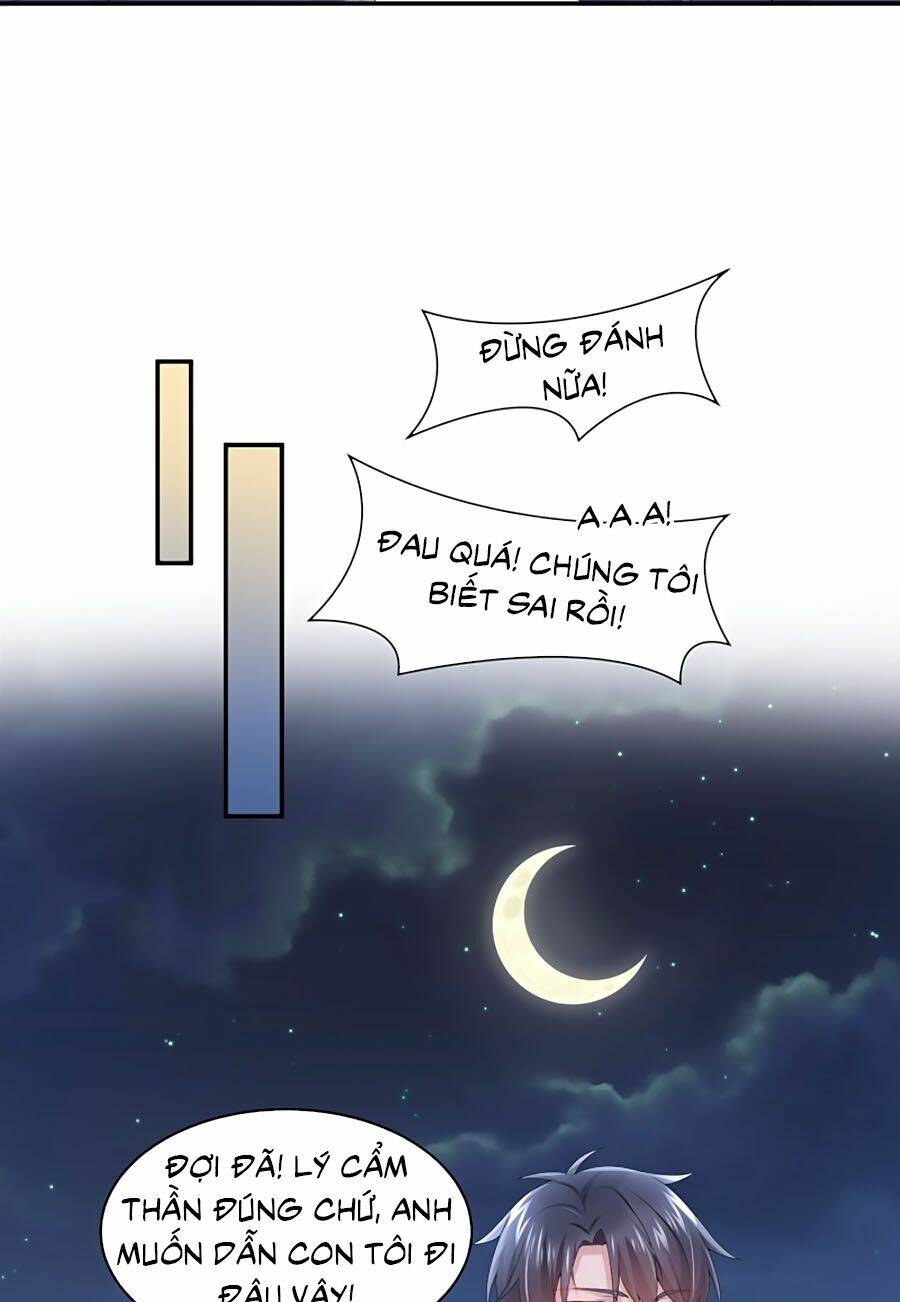 ĐỪNG ĐÁNH
NỮA!
A.A.A!
ĐAU QUÁ! CHÚNG TÔI
BIẾT SAI RỒI!
ĐỢI ĐÃ! LÝ CẨM
THẦN ĐÚNG CHỨ, ANH
MUỐN DẪN CON TÔI ĐI
ĐÂU VẬY!